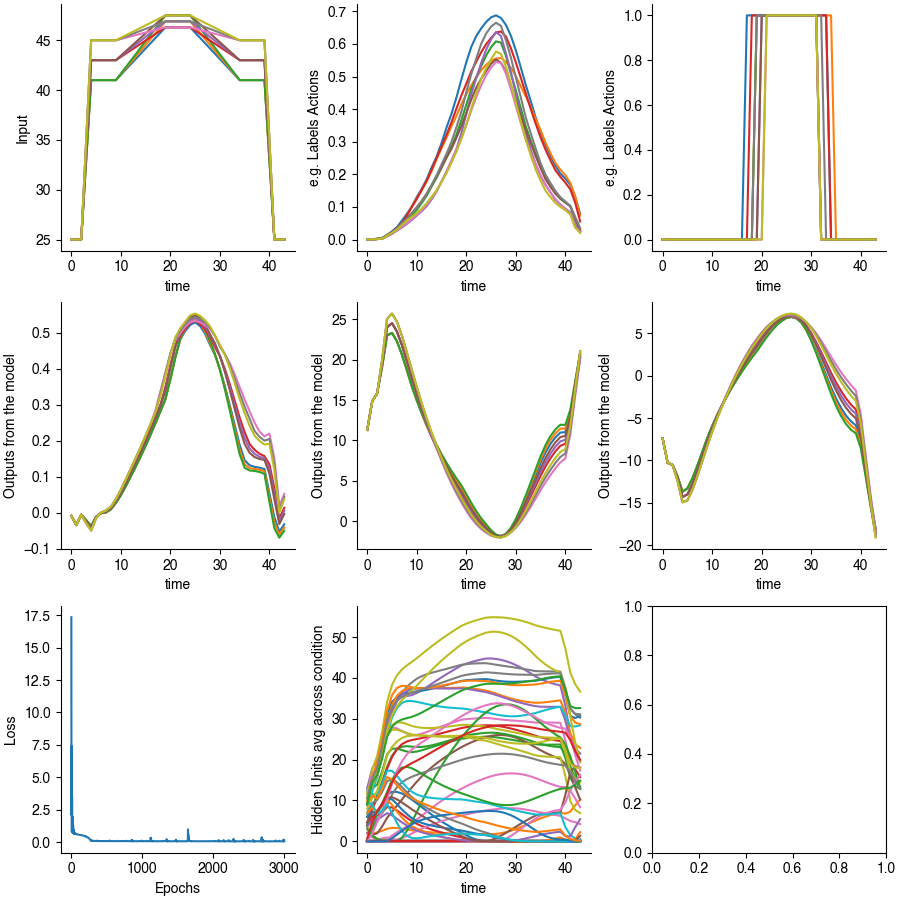 45
40
35
30
25
Input
0 10 20 30 40
time
0.7
0.6
0.5
0.4
0.3
0.2
0.1
0.0
e.g. Labels Actions
0 10 20 30 40
time
1.0
0.8
0.6
0.4
0.2
0.0
e.g. Labels Actions
0 10 20 30 40
time
0.5
0.4
0.3
0.2
0.1
0.0
−0.1
Outputs from the model
0 10 20 30 40
time
25
20
15
10
5
0
Outputs from the model
0 10 20 30 40
time
5
0
−5
−10
−15
−20
Outputs from the model
0 10 20 30 40
time
17.5
15.0
12.5
10.0
7.5
5.0
2.5
0.0
Loss
0 1000 2000 3000
Epochs
50
40
30
20
10
0
Hidden Units avg across condition
0 10 20 30 40
time
1.0
0.8
0.6
0.4
0.2
0.0
0.0 0.2 0.4 0.6 0.8 1.0